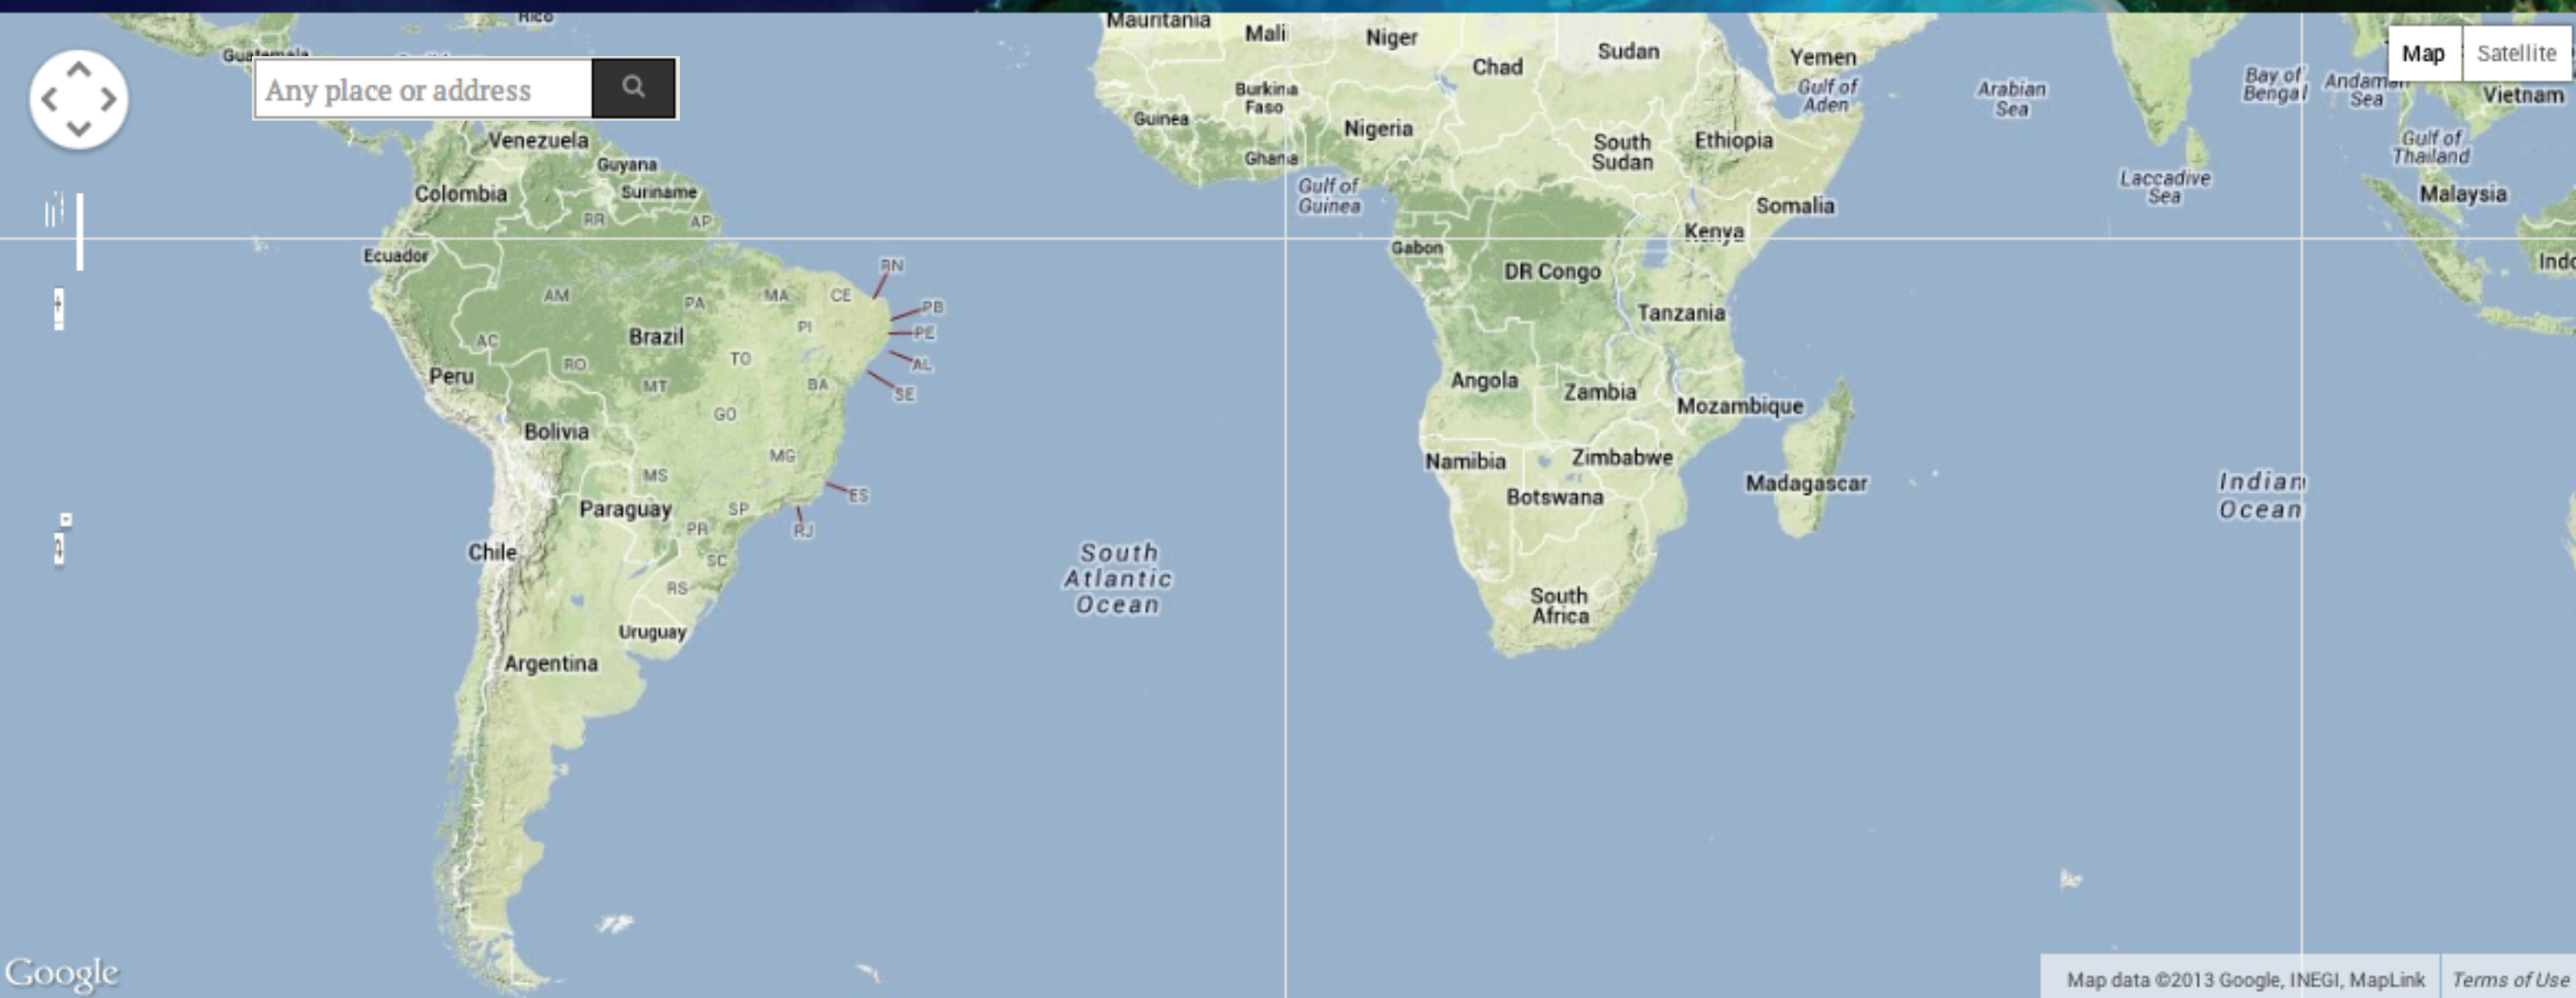 Rico
Mauritania
Mali
Niger
Chad
Sudan
Yemen
Map
Satellite
Guatemala
Any place or address
Burkina
Faso
Gulf of
Aden
Arabian
Sea
Bay of
Bengal
Andaman
Sea
Vietnam
Venezuela
Guinea
Nigeria
South
Sudan
Ethiopia
Gulf of
Thailand
Guyana
Ghana
Colombia
Suriname
Gulf of
Guinea
Laccadive
Sea
Malaysia
RR
AP
Somalia
Kenya
Ecuador
Gabon
RN
DR Congo
Indo
AM
PA
MA
CE
PB
Tanzania
PI
Brazil
PE
AC
TO
RO
AL
Peru
MT
BA
SE
Angola
Zambia
Mozambique
GO
Bolivia
MG
Namibia
Zimbabwe
MS
Madagascar
Indian
Ocean
ES
Botswana
Paraguay
SP
PR
RJ
Chile
SC
South
Atlantic
Ocean
RS
South
Africa
Uruguay
Argentina
Google
Map data ©2013 Google, INEGI, MapLink
Terms of Use